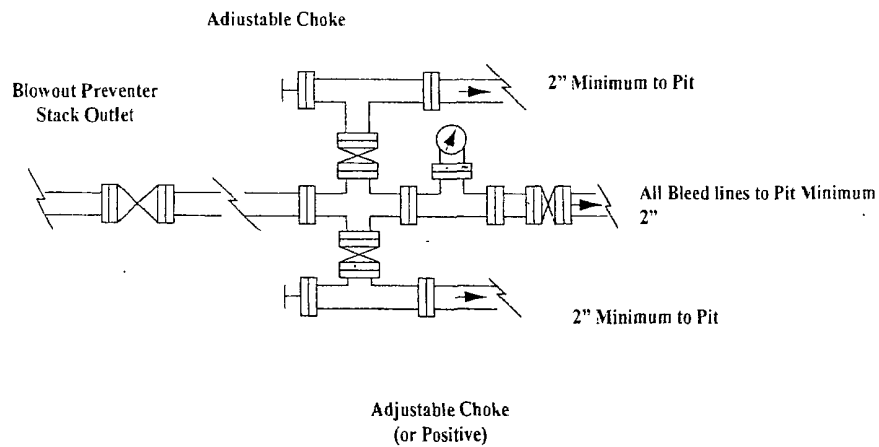 Adjustable Choke
Blowout Preventer
Stack Outlet
2" Minimum to Pit
All Bleed lines to Pit Minimum
2"
2" Minimum to Pit
Adjustable Choke
(or Positive)